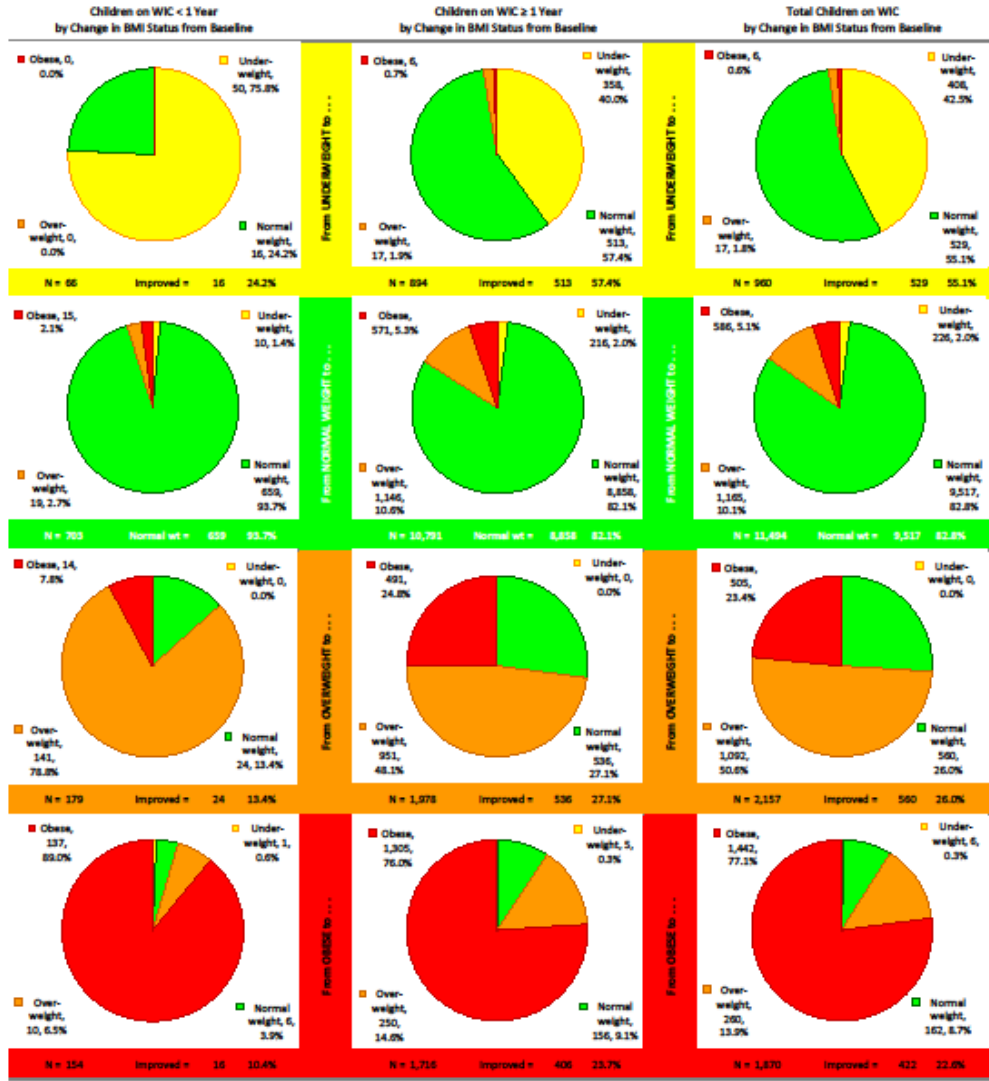 Children on WIC < 1 Year
by Change in BMI Status from Baseline
Children on WIC ≥ 1 Year
by Change in BMI Status from Baseline
Total Children on WIC
by Change in BMI Status from Baseline
Obese, 0,
0.0%
Under-
weight,
50, 75.8%
Over-
weight, 0,
0.0%
Normal
weight,
16, 24.2%
From UNDERWEIGHT to . . .
Obese, 6,
0.7%
Under-
weight,
358,
40.0%
Over-
weight,
17, 1.9%
Normal
weight,
513,
57.4%
From UNDERWEIGHT to . . .
Obese, 6,
0.6%
Under-
weight,
408,
42.5%
Over-
weight,
17, 1.8%
Normal
weight,
529,
55.1%
N = 66 Improved = 16 24.2%
N = 894 Improved = 513 57.4%
N = 960 Improved = 529 55.1%
Obese, 15,
2.1%
Under-
weight,
10, 1.4%
Over-
weight,
19, 2.7%
Normal
weight,
659,
93.7%
From NORMAL WEIGHT to . . .
Obese,
571, 5.3%
Under-
weight,
216, 2.0%
Over-
weight,
1,146,
10.6%
Normal
weight,
8,858,
82.1%
From NORMAL WEIGHT to . . .
Obese,
586, 5.1%
Under-
weight,
226, 2.0%
Over-
weight,
1,165,
10.1%
Normal
weight,
9,517,
82.8%
N = 703 Normal wt = 659 93.7%
N = 10,791 Normal wt = 8,858 82.1%
N = 11,494 Normal wt = 9,517 82.8%
Obese, 14,
7.8%
Under-
weight, 0,
0.0%
Over-
weight,
141,
78.8%
Normal
weight,
24, 13.4%
From OVERWEIGHT to . . .
Obese,
491,
24.8%
Under-
weight, 0,
0.0%
Over-
weight,
951,
48.1%
Normal
weight,
536,
27.1%
From OVERWEIGHT to . . .
Obese,
505,
23.4%
Under-
weight, 0,
0.0%
Over-
weight,
1,092,
50.6%
Normal
weight,
560,
26.0%
N = 179 Improved = 24 13.4%
N = 1,978 Improved = 536 27.1%
N = 2,157 Improved = 560 26.0%
Obese,
137,
89.0%
Under-
weight, 1,
0.6%
Over-
weight,
10, 6.5%
Normal
weight, 6,
3.9%
From OBESE to . . .
Obese,
1,305,
76.0%
Under-
weight, 5,
0.3%
Over-
weight,
250,
14.6%
Normal
weight,
156, 9.1%
From OBESE to . . .
Obese,
1,442,
77.1%
Under-
weight, 6,
0.3%
Over-
weight,
260,
13.9%
Normal
weight,
162, 8.7%
N = 154 Improved = 16 10.4%
N = 1,716 Improved = 406 23.7%
N = 1,870 Improved = 422 22.6%